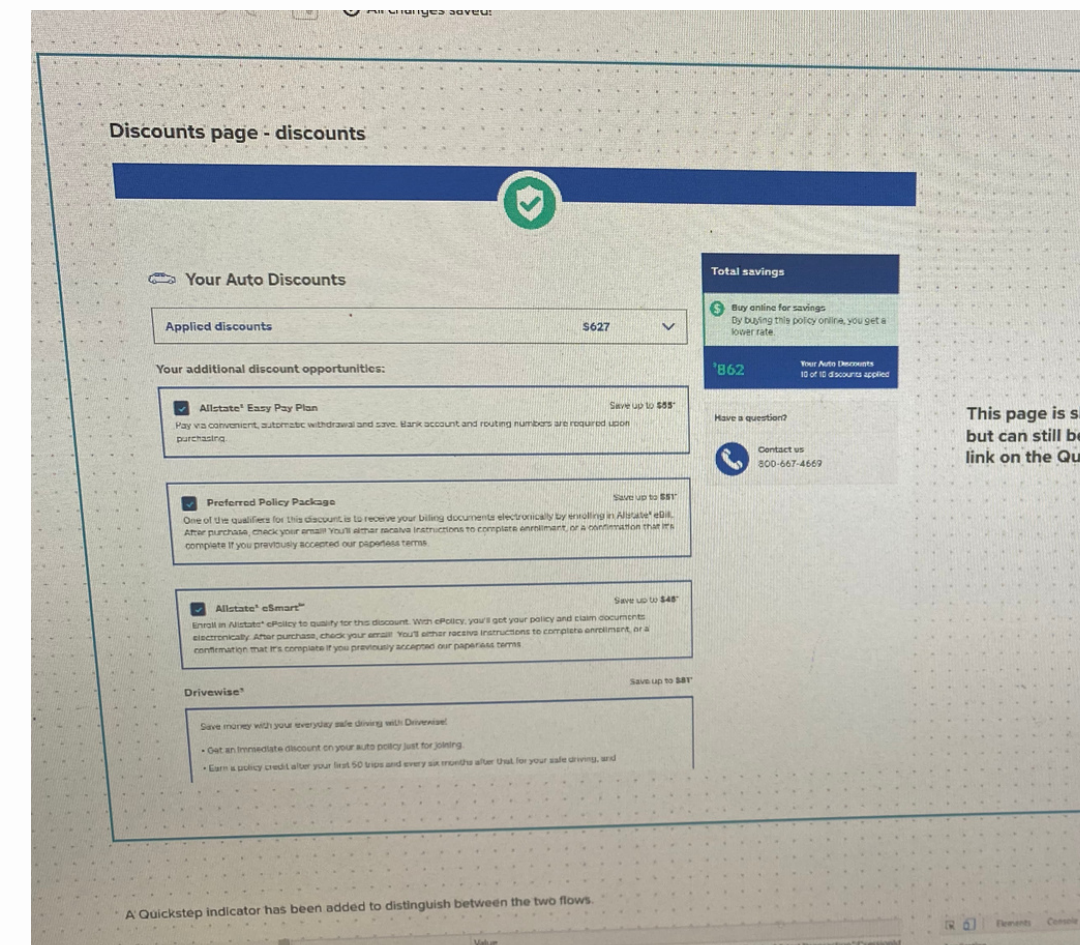 All changes saved!
Discounts page - discounts
Your Auto Discounts
Applied discounts $627
Your additional discount opportunities:
Allstate® Easy Pay Plan Save up to $55*
Pay via convenient, automatic withdrawal and save. Bank account and routing numbers are required upon
purchasing.
Preferred Policy Package Save up to $51*
One of the qualifiers for this discount is to receive your billing documents electronically by enrolling in Allstate® eBill.
After purchase, check your email! You'll either receive instructions to complete enrollment, or a confirmation that it's
complete if you previously accepted our paperless terms.
Allstate® eSmart℠ Save up to $48*
Enroll in Allstate® ePolicy to qualify for this discount. With ePolicy, you'll get your policy and claim documents
electronically. After purchase, check your email! You'll either receive instructions to complete enrollment, or a
confirmation that it's complete if you previously accepted our paperless terms.
Drivewise® Save up to $81*
Save money with your everyday safe driving with Drivewise!
• Get an immediate discount on your auto policy just for joining.
• Earn a policy credit after your first 50 trips and every six months after that for your safe driving, and
Total savings
Buy online for savings
By buying this policy online, you get a
lower rate.
$862 Your Auto Discounts
10 of 10 discounts applied
Have a question?
Contact us
800-667-4669
This page is s
but can still be
link on the Qu
A Quickstep indicator has been added to distinguish between the two flows.
Value
Elements Console